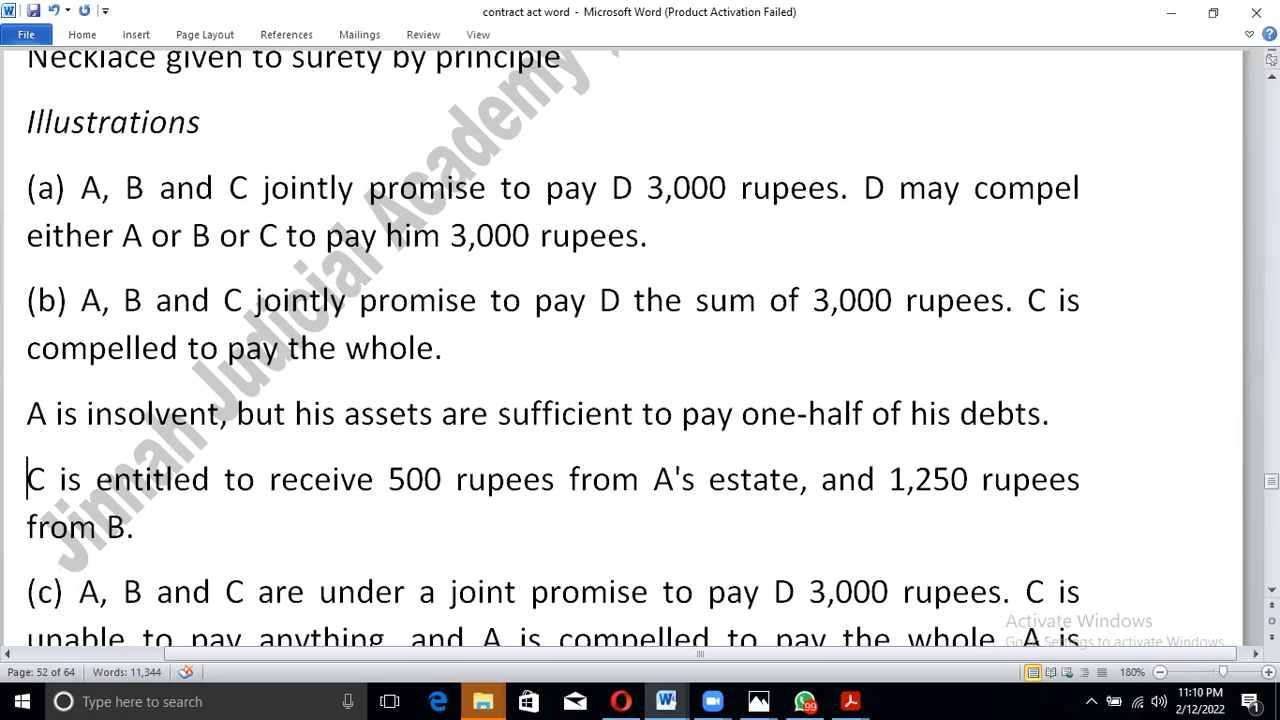 contract act word - Microsoft Word (Product Activation Failed)
File Home Insert Page Layout References Mailings Review View
Necklace given to surety by principle
Illustrations
(a) A, B and C jointly promise to pay D 3,000 rupees. D may compel
either A or B or C to pay him 3,000 rupees.
(b) A, B and C jointly promise to pay D the sum of 3,000 rupees. C is
compelled to pay the whole.
A is insolvent, but his assets are sufficient to pay one-half of his debts.
C is entitled to receive 500 rupees from A's estate, and 1,250 rupees
from B.
(c) A, B and C are under a joint promise to pay D 3,000 rupees. C is
unable to pay anything, and A is compelled to pay the whole. A is
Jinnah Judicial Academy
Activate Windows
Go to Settings to activate Windows.
Page: 52 of 64 Words: 11,344 180%
Type here to search
99
11:10 PM
2/12/2022
1